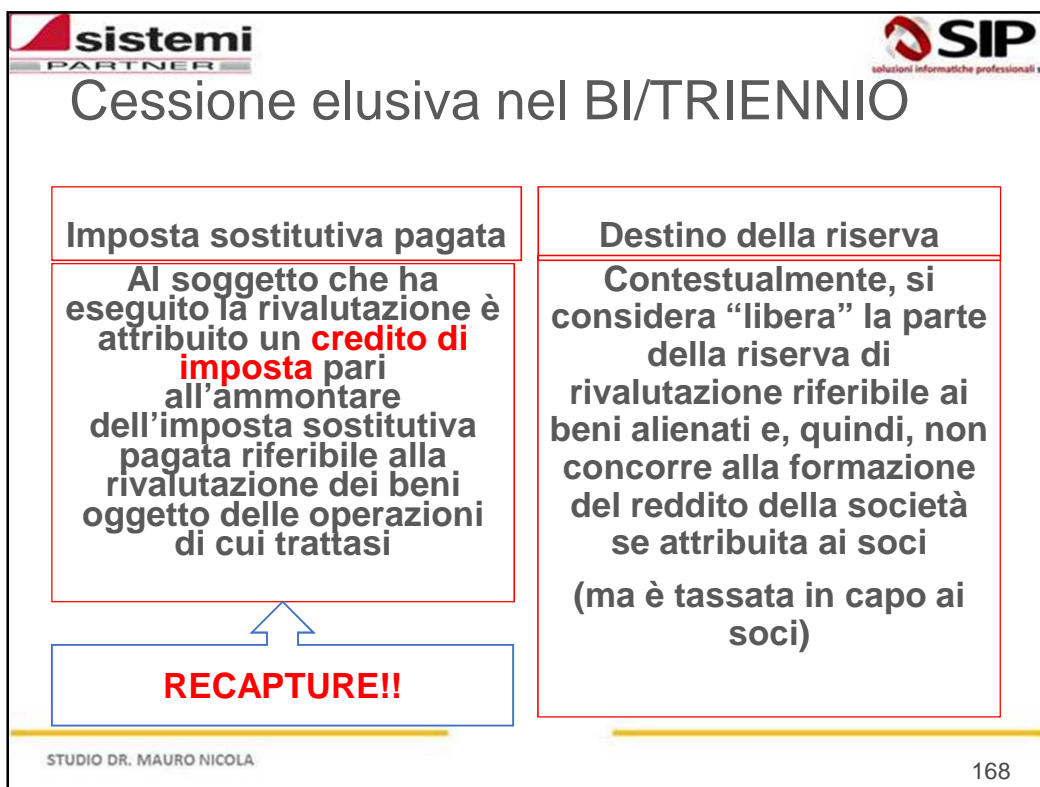 sistemi
PARTNER
SIP
soluzioni informatiche professionali s
Cessione elusiva nel BI/TRIENNIO
Imposta sostitutiva pagata
Al soggetto che ha
eseguito la rivalutazione è
attribuito un credito di
imposta pari
all’ammontare
dell’imposta sostitutiva
pagata riferibile alla
rivalutazione dei beni
oggetto delle operazioni
di cui trattasi
RECAPTURE!!
Destino della riserva
Contestualmente, si
considera “libera” la parte
della riserva di
rivalutazione riferibile ai
beni alienati e, quindi, non
concorre alla formazione
del reddito della società
se attribuita ai soci
(ma è tassata in capo ai
soci)
STUDIO DR. MAURO NICOLA
168